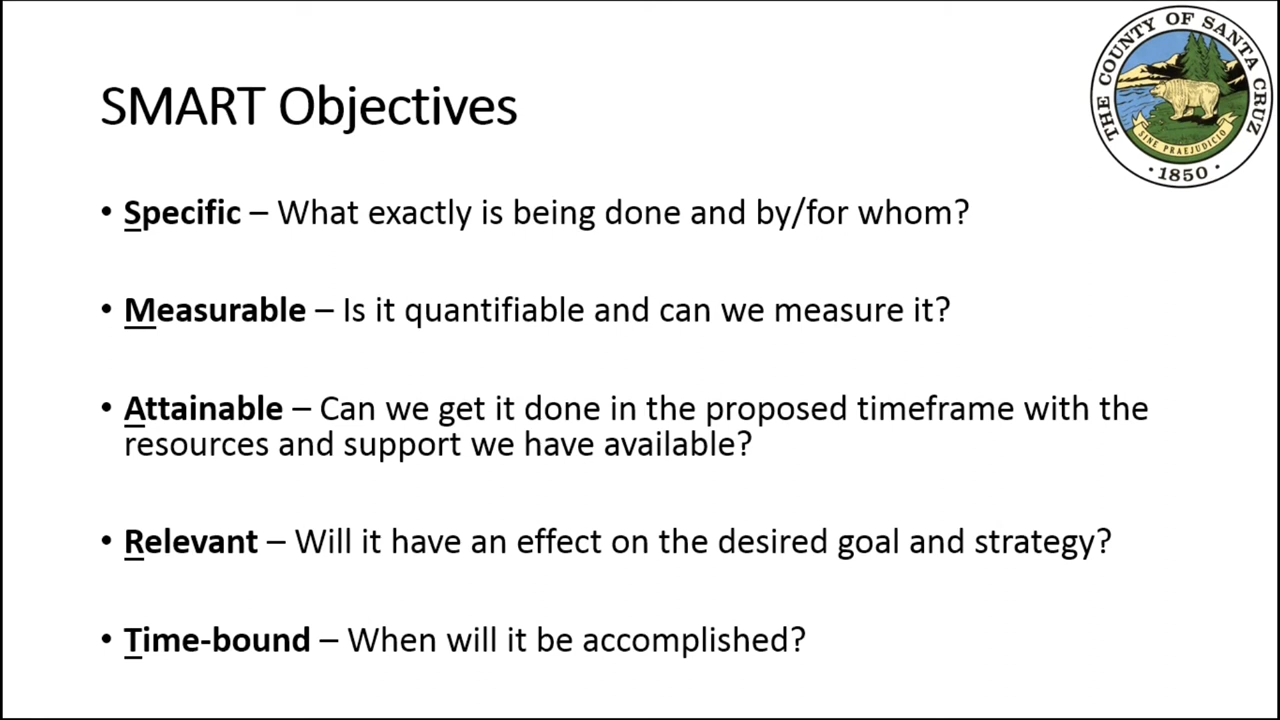 SMART Objectives
THE COUNTY OF SANTA CRUZ
SINE PRAEJUDICIO
· 1850 ·
• Specific – What exactly is being done and by/for whom?
• Measurable – Is it quantifiable and can we measure it?
• Attainable – Can we get it done in the proposed timeframe with the
resources and support we have available?
• Relevant – Will it have an effect on the desired goal and strategy?
• Time-bound – When will it be accomplished?